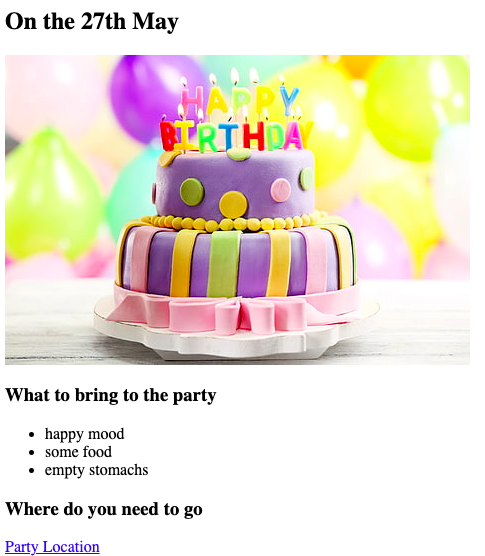 On the 27th May
HAPPY
BIRTHDAY
What to bring to the party
happy mood
some food
empty stomachs
Where do you need to go
Party Location